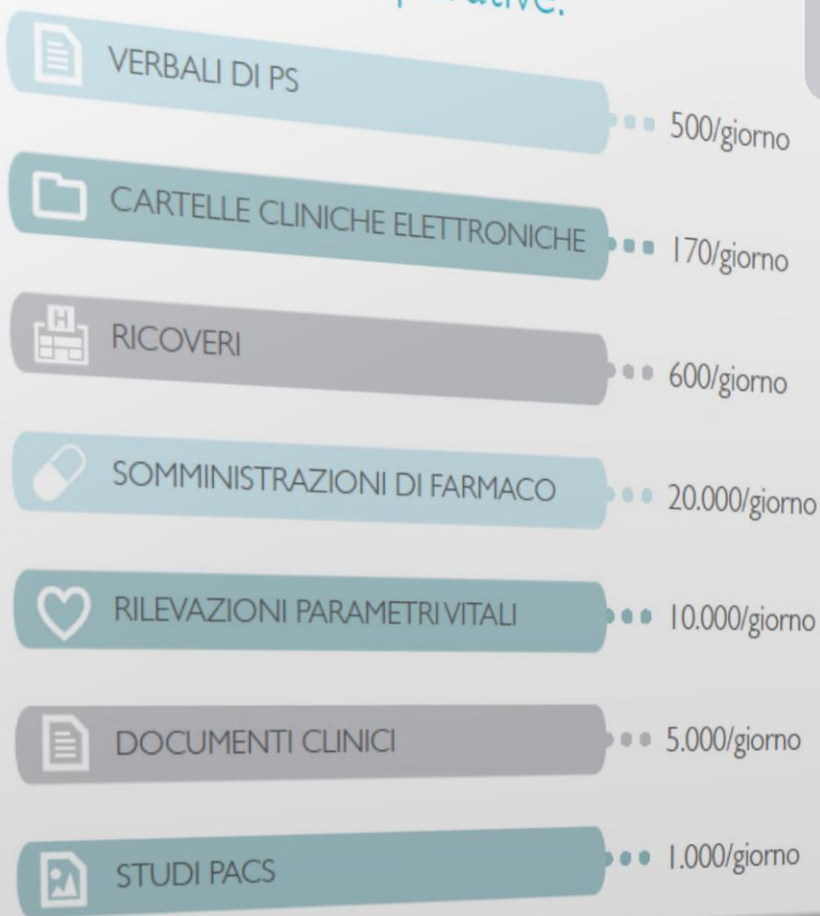 VERBALI DI PS 500/giorno
CARTELLE CLINICHE ELETTRONICHE 170/giorno
RICOVERI 600/giorno
SOMMINISTRAZIONI DI FARMACO 20.000/giorno
RILEVAZIONI PARAMETRI VITALI 10.000/giorno
DOCUMENTI CLINICI 5.000/giorno
STUDI PACS 1.000/giorno